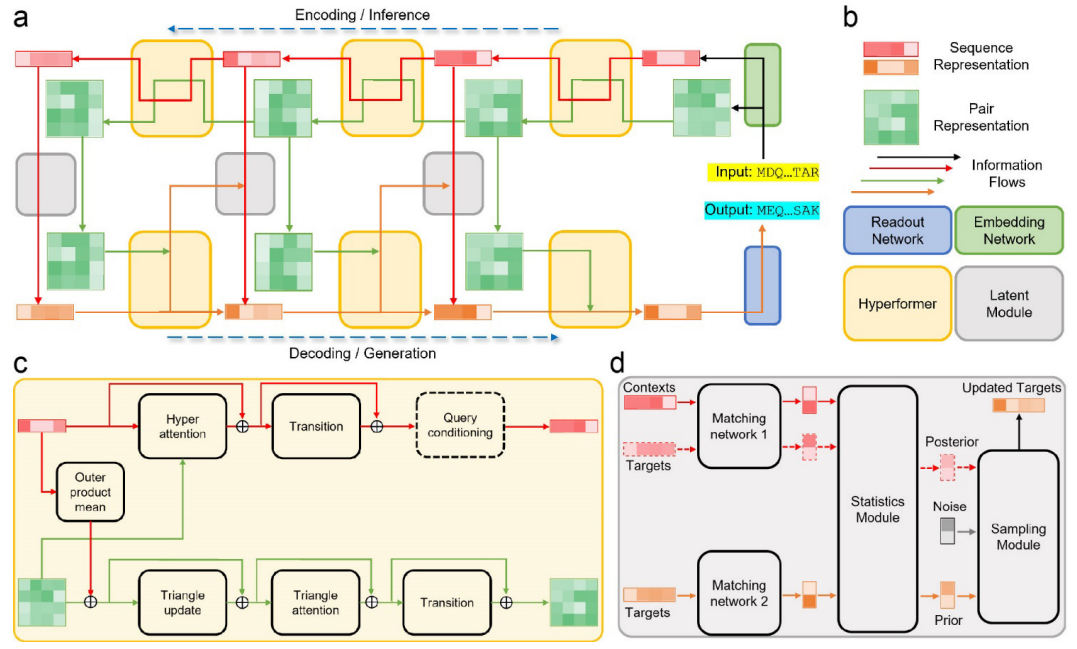 a
Encoding / Inference
Input: MDQ...TAR
Output: MEQ...SAK
Decoding / Generation
b
Sequence
Representation
Pair
Representation
Information
Flows
Readout
Network
Embedding
Network
Hyperformer
Latent
Module
c
Hyper
attention
Transition
Query
conditioning
Outer
product
mean
Triangle
update
Triangle
attention
Transition
d
Contexts
Targets
Matching
network 1
Targets
Matching
network 2
Statistics
Module
Updated Targets
Posterior
Noise
Prior
Sampling
Module